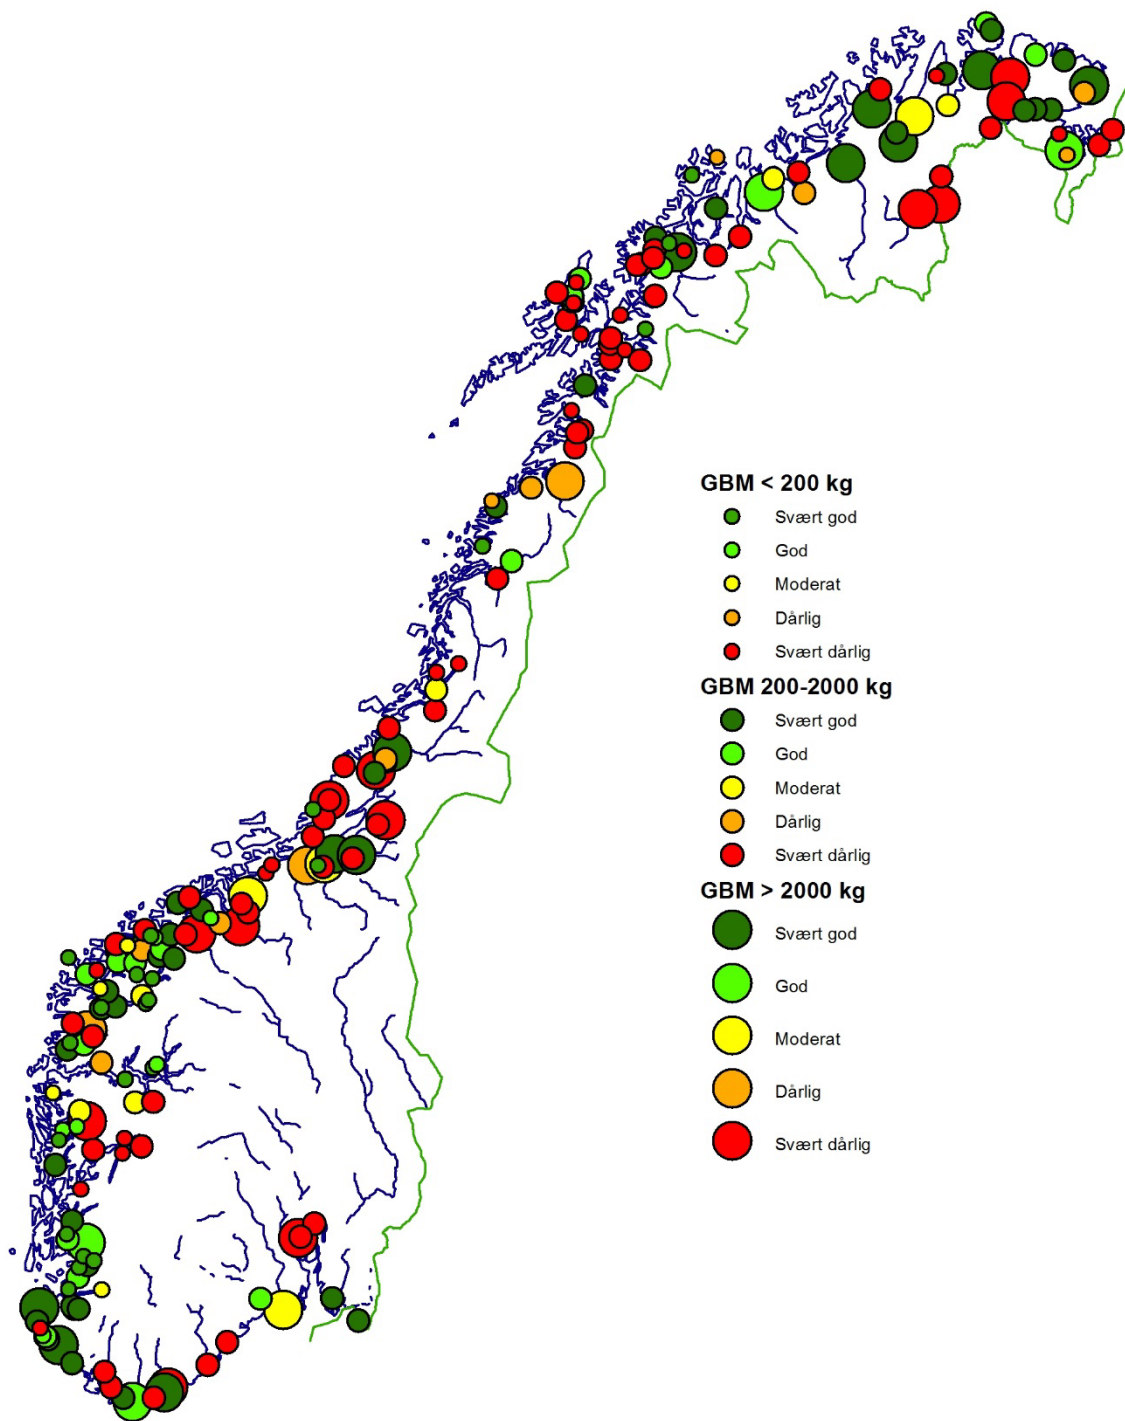 GBM < 200 kg
Svært god
God
Moderat
Dårlig
Svært dårlig
GBM 200-2000 kg
Svært god
God
Moderat
Dårlig
Svært dårlig
GBM > 2000 kg
Svært god
God
Moderat
Dårlig
Svært dårlig